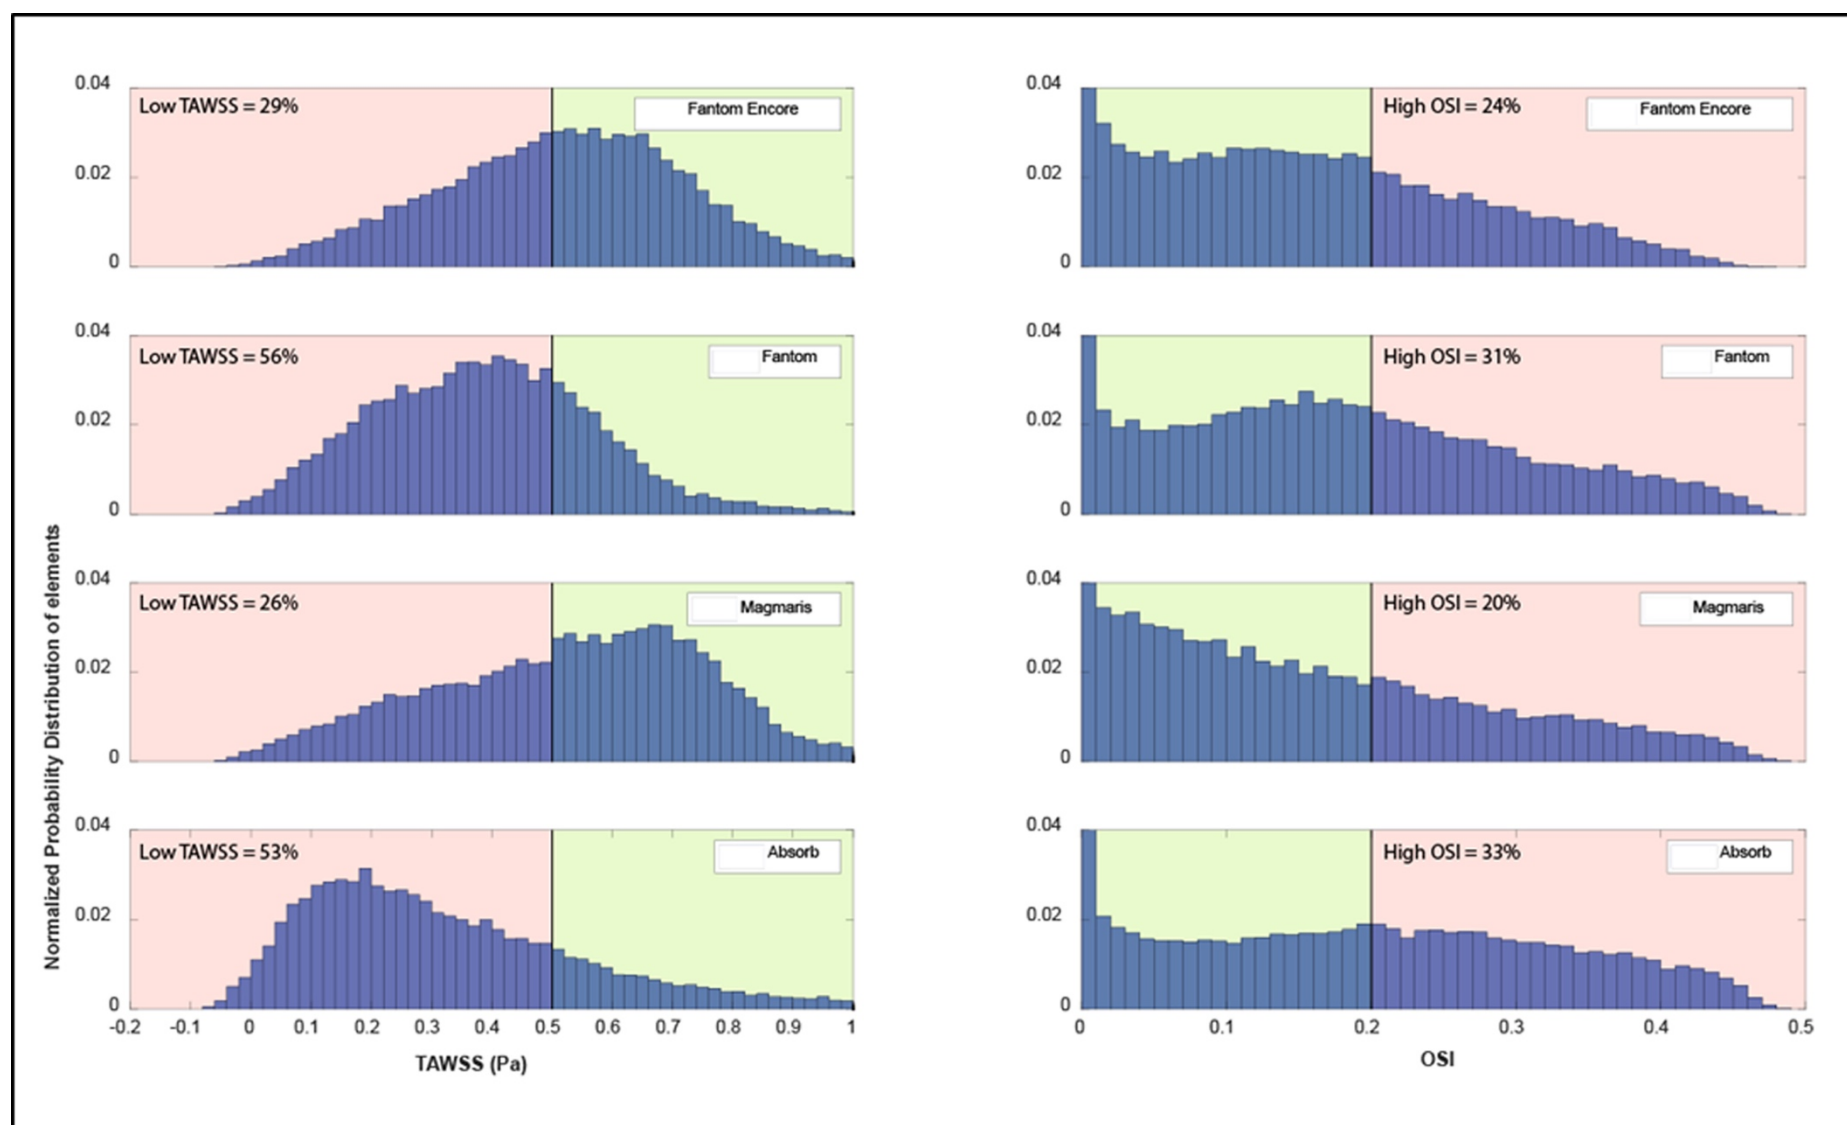 0.04
Low TAWSS = 29%
Fantom Encore
0.02
0
0.04
High OSI = 24%
Fantom Encore
0.02
0
0.04
Low TAWSS = 56%
Fantom
0.02
0
0.04
High OSI = 31%
Fantom
0.02
0
0.04
Low TAWSS = 26%
Magmaris
0.02
0
0.04
High OSI = 20%
Magmaris
0.02
0
0.04
Low TAWSS = 53%
Absorb
0.02
0
-0.2 -0.1 0 0.1 0.2 0.3 0.4 0.5 0.6 0.7 0.8 0.9 1
TAWSS (Pa)
0.04
High OSI = 33%
Absorb
0.02
0
0 0.1 0.2 0.3 0.4 0.5
OSI
Normalized Probability Distribution of elements